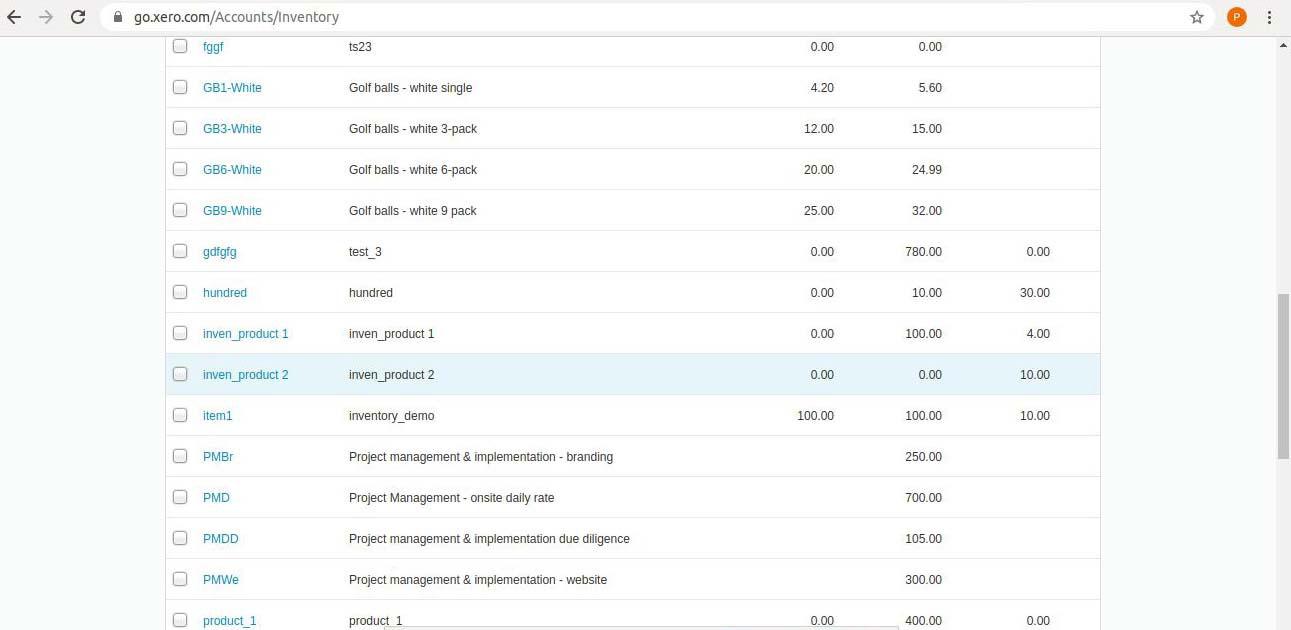 go.xero.com/Accounts/Inventory
P
fggf ts23 0.00 0.00
GB1-White Golf balls - white single 4.20 5.60
GB3-White Golf balls - white 3-pack 12.00 15.00
GB6-White Golf balls - white 6-pack 20.00 24.99
GB9-White Golf balls - white 9 pack 25.00 32.00
gdfgfg test_3 0.00 780.00 0.00
hundred hundred 0.00 10.00 30.00
inven_product 1 inven_product 1 0.00 100.00 4.00
inven_product 2 inven_product 2 0.00 0.00 10.00
item1 inventory_demo 100.00 100.00 10.00
PMBr Project management & implementation - branding 250.00
PMD Project Management - onsite daily rate 700.00
PMDD Project management & implementation due diligence 105.00
PMWe Project management & implementation - website 300.00
product_1 product_1 0.00 400.00 0.00